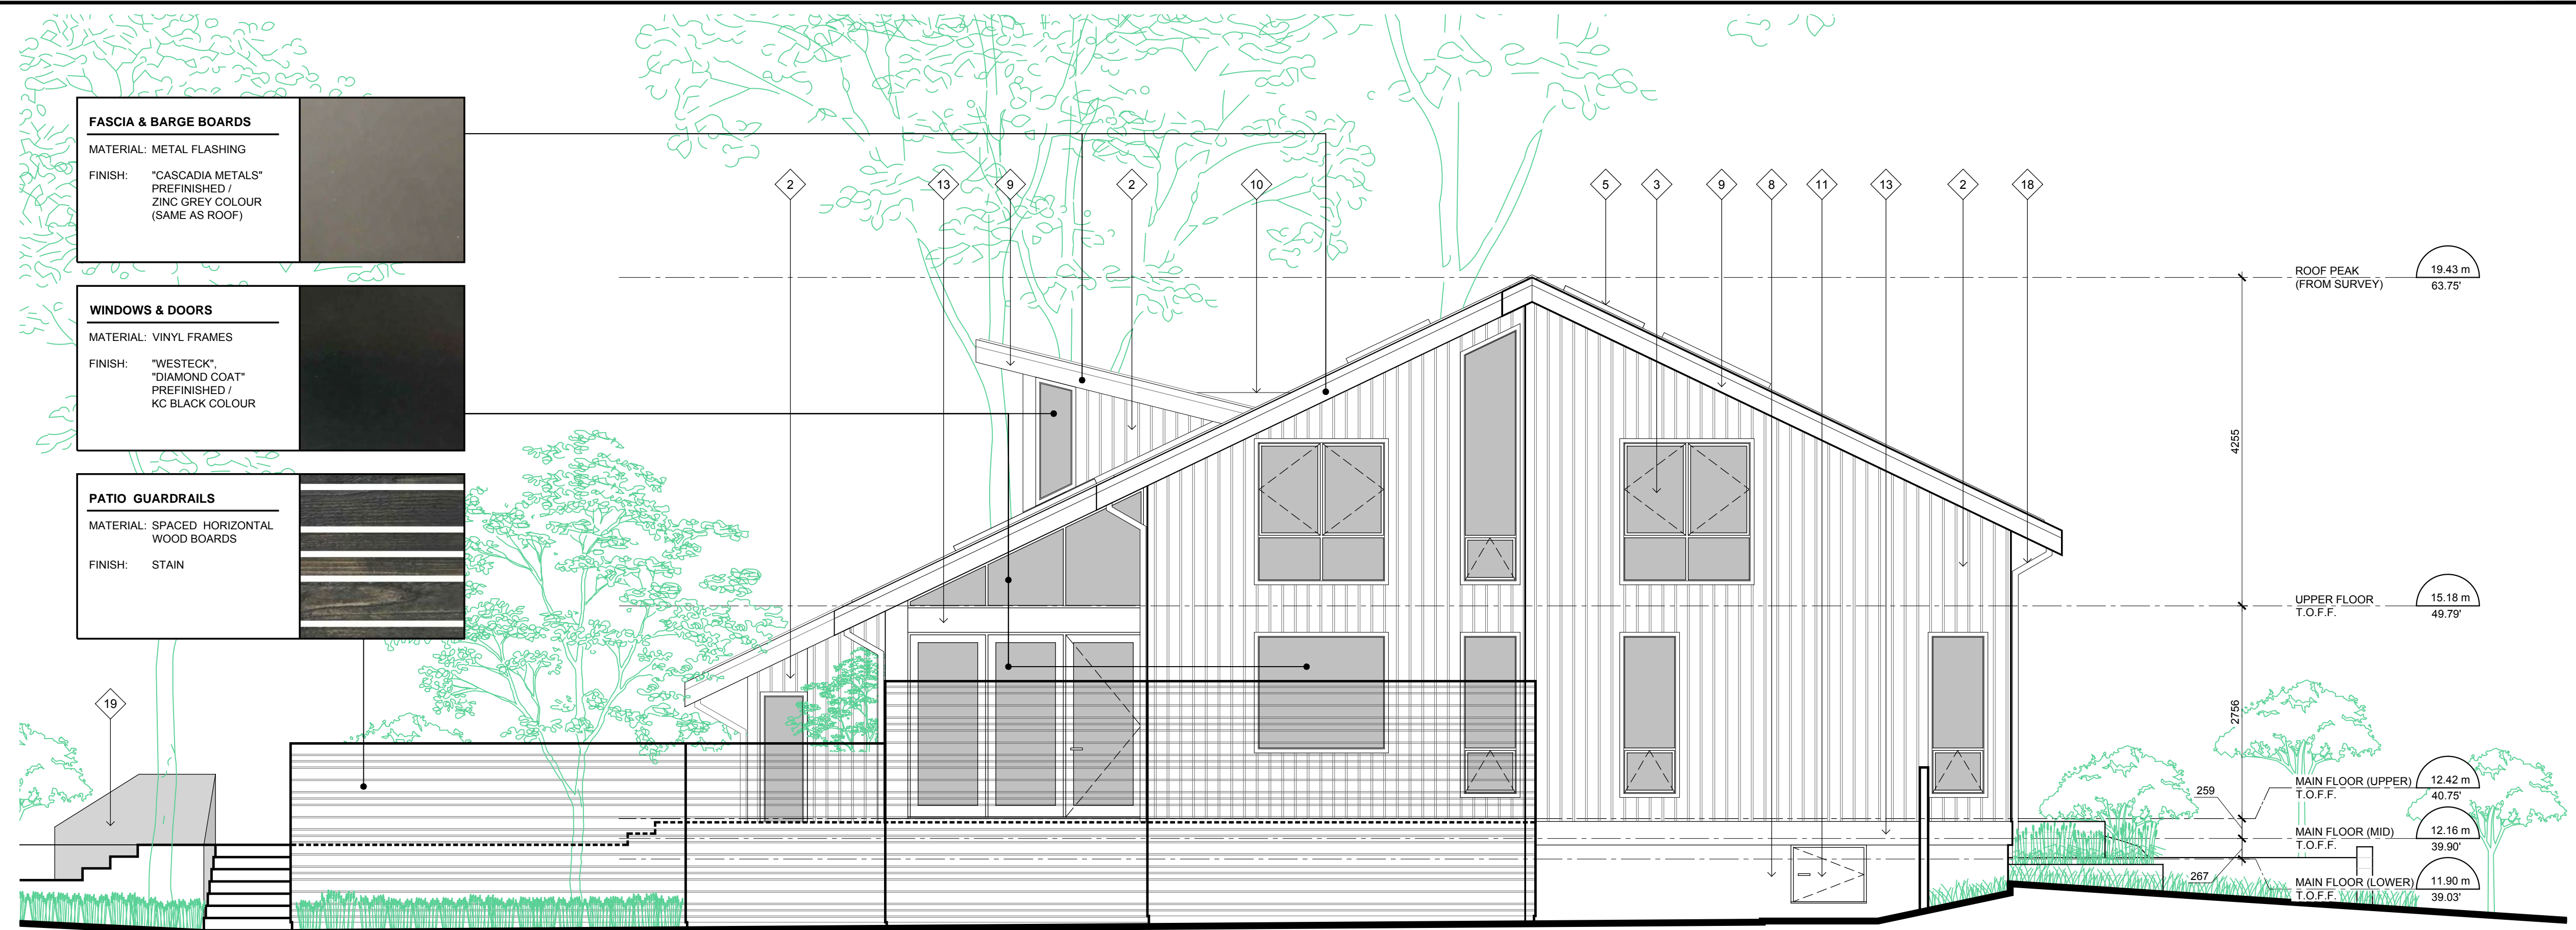 FASCIA & BARGE BOARDS
MATERIAL: METAL FLASHING
FINISH: "CASCADIA METALS"
PREFINISHED /
ZINC GREY COLOUR
(SAME AS ROOF)
WINDOWS & DOORS
MATERIAL: VINYL FRAMES
FINISH: "WESTECK",
"DIAMOND COAT"
PREFINISHED /
KC BLACK COLOUR
PATIO GUARDRAILS
MATERIAL: SPACED HORIZONTAL
WOOD BOARDS
FINISH: STAIN
2 13 9 2 10 5 3 9 8 11 13 2 18
19
ROOF PEAK 19.43 m
(FROM SURVEY) 63.75'
4255
UPPER FLOOR 15.18 m
T.O.F.F. 49.79'
2756
MAIN FLOOR (UPPER) 12.42 m
T.O.F.F. 40.75'
259
MAIN FLOOR (MID) 12.16 m
T.O.F.F. 39.90'
267
MAIN FLOOR (LOWER) 11.90 m
T.O.F.F. 39.03'